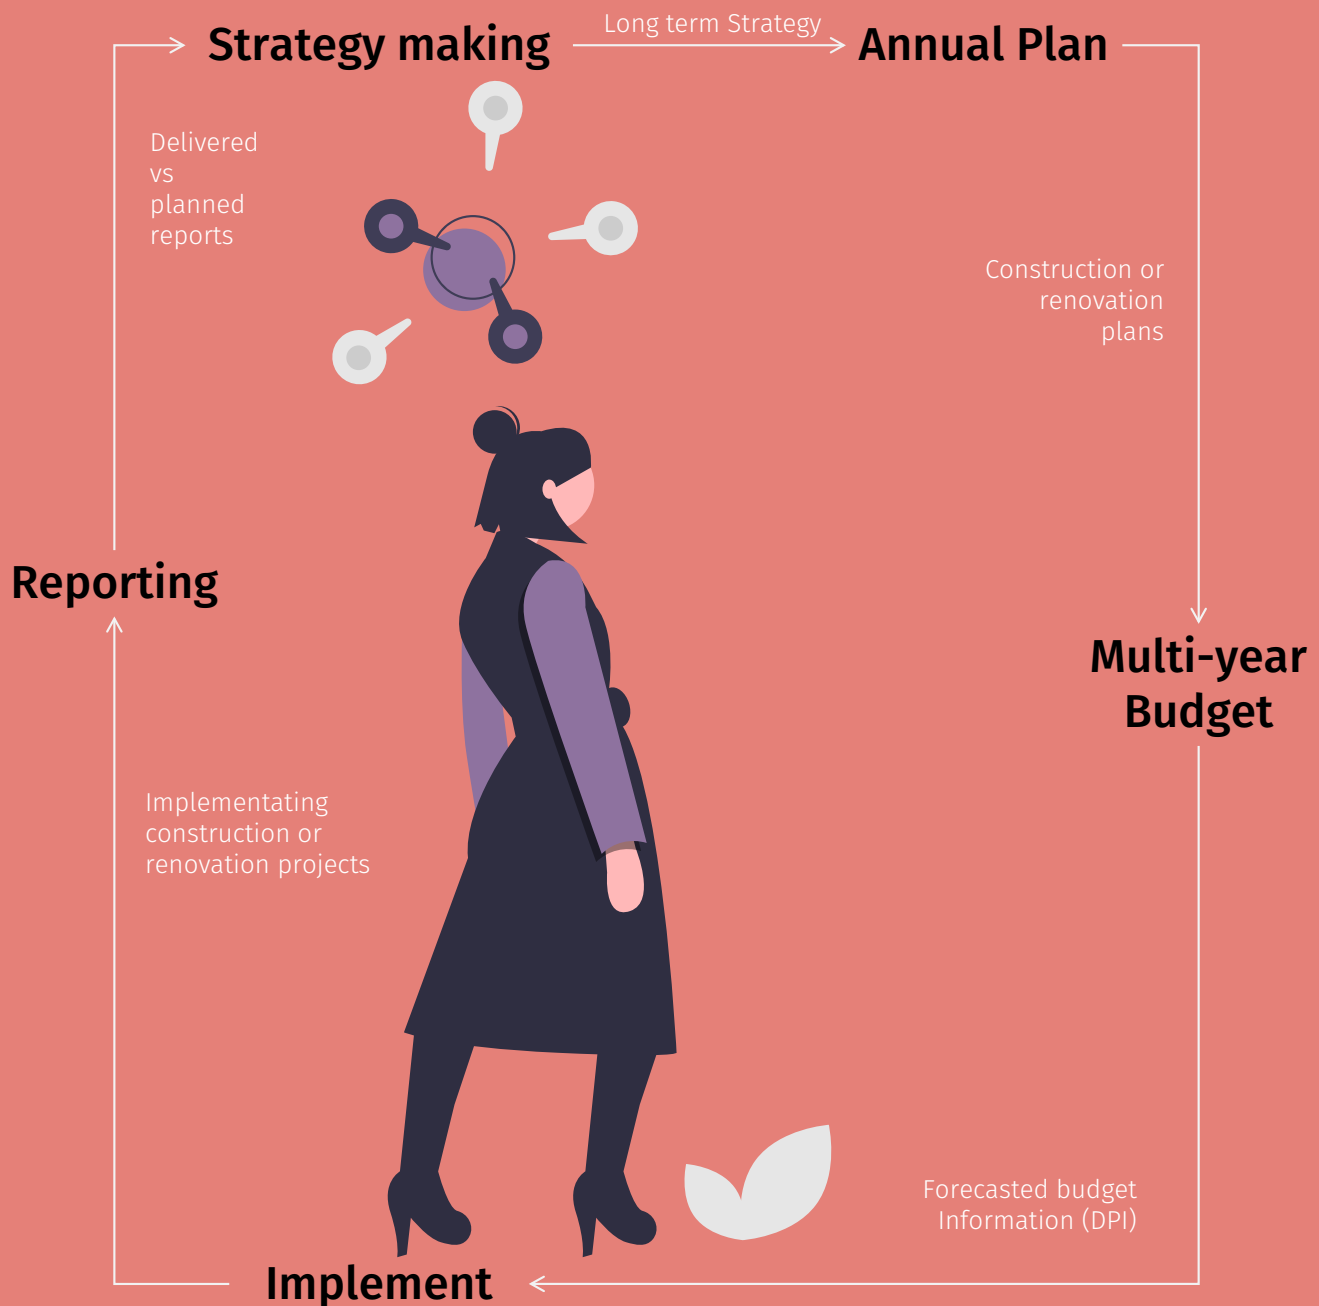 Strategy making
Long term Strategy
Annual Plan
Delivered
vs
planned
reports
Construction or
renovation
plans
Reporting
Multi-year
Budget
Implementating
construction or
renovation projects
Forecasted budget
Information (DPI)
Implement